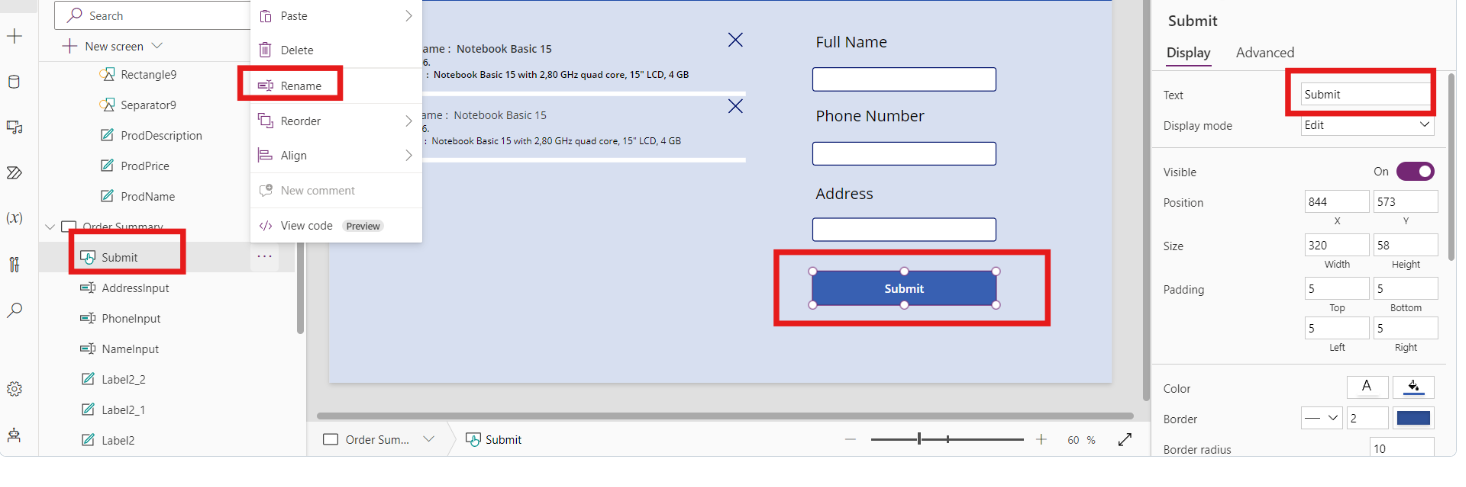 Search
New screen
Rectangle9
Separator9
ProdDescription
ProdPrice
ProdName
Order Summary
Submit
AddressInput
PhoneInput
NameInput
Label2_2
Label2_1
Label2
Paste
Delete
Rename
Reorder
Align
New comment
View code Preview
ame : Notebook Basic 15
6.
: Notebook Basic 15 with 2,80 GHz quad core, 15" LCD, 4 GB
ame : Notebook Basic 15
6.
: Notebook Basic 15 with 2,80 GHz quad core, 15" LCD, 4 GB
Full Name
Phone Number
Address
Submit
Order Sum...
Submit
60 %
Submit
Display Advanced
Text Submit
Display mode Edit
Visible On
Position 844 573
X Y
Size 320 58
Width Height
Padding 5 5
Top Bottom
5 5
Left Right
Color A
Border 2
Border radius 10